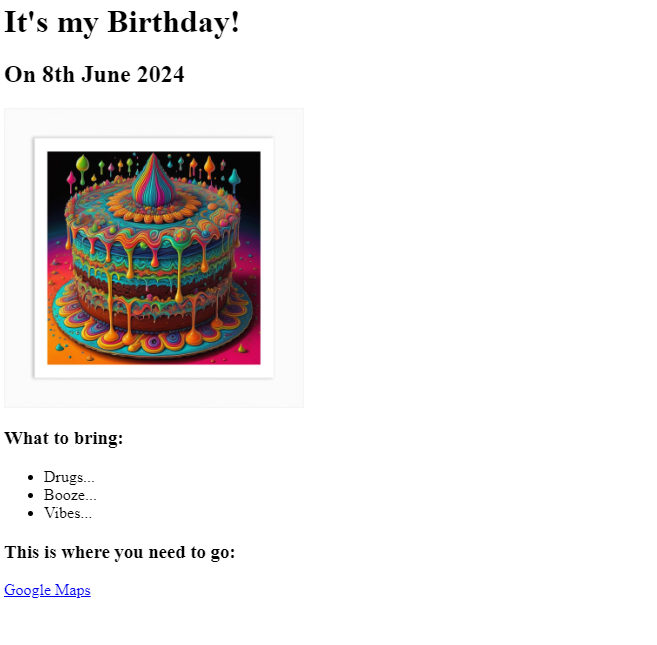 It's my Birthday!
On 8th June 2024
What to bring:
Drugs...
Booze...
Vibes...
This is where you need to go:
Google Maps